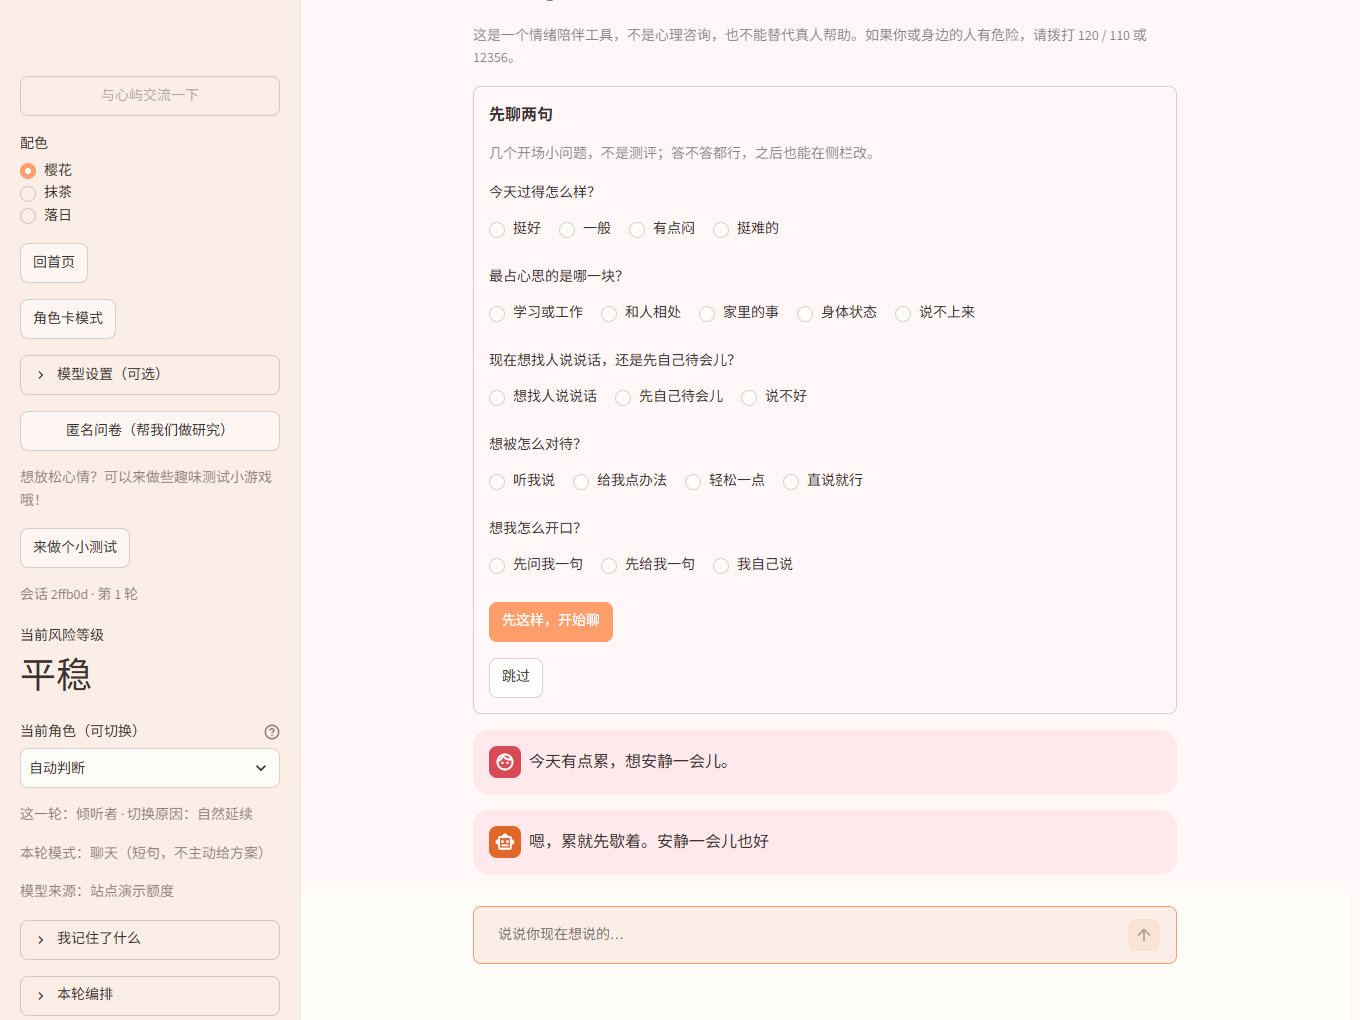 与心屿交流一下
配色
樱花
抹茶
落日
回首页
角色卡模式
模型设置（可选）
匿名问卷（帮我们做研究）
想放松心情？可以来做些趣味测试小游戏
哦！
来做个小测试
会话 2ffb0d · 第 1 轮
当前风险等级
平稳
当前角色（可切换）
自动判断
这一轮：倾听者 · 切换原因：自然延续
本轮模式：聊天（短句，不主动给方案）
模型来源：站点演示额度
我记住了什么
本轮编排
这是一个情绪陪伴工具，不是心理咨询，也不能替代真人帮助。如果你或身边的人有危险，请拨打 120 / 110 或
12356。
先聊两句
几个开场小问题，不是测评；答不答都行，之后也能在侧栏改。
今天过得怎么样？
挺好 一般 有点闷 挺难的
最占心思的是哪一块？
学习或工作 和人相处 家里的事 身体状态 说不上来
现在想找人说说话，还是先自己待会儿？
想找人说说话 先自己待会儿 说不好
想被怎么对待？
听我说 给我点办法 轻松一点 直说就行
想我怎么开口？
先问我一句 先给我一句 我自己说
先这样，开始聊
跳过
今天有点累，想安静一会儿。
嗯，累就先歇着。安静一会儿也好
说说你现在想说的…